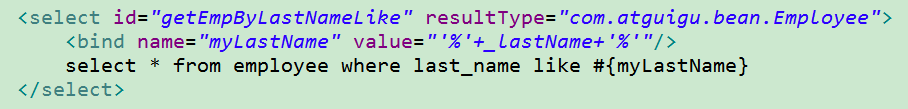 <select id="getEmpByLastNameLike" resultType="com.atguigu.bean.Employee">
<bind name="myLastName" value="'%'+_lastName+'%'"/>
select * from employee where last_name like #{myLastName}
</select>